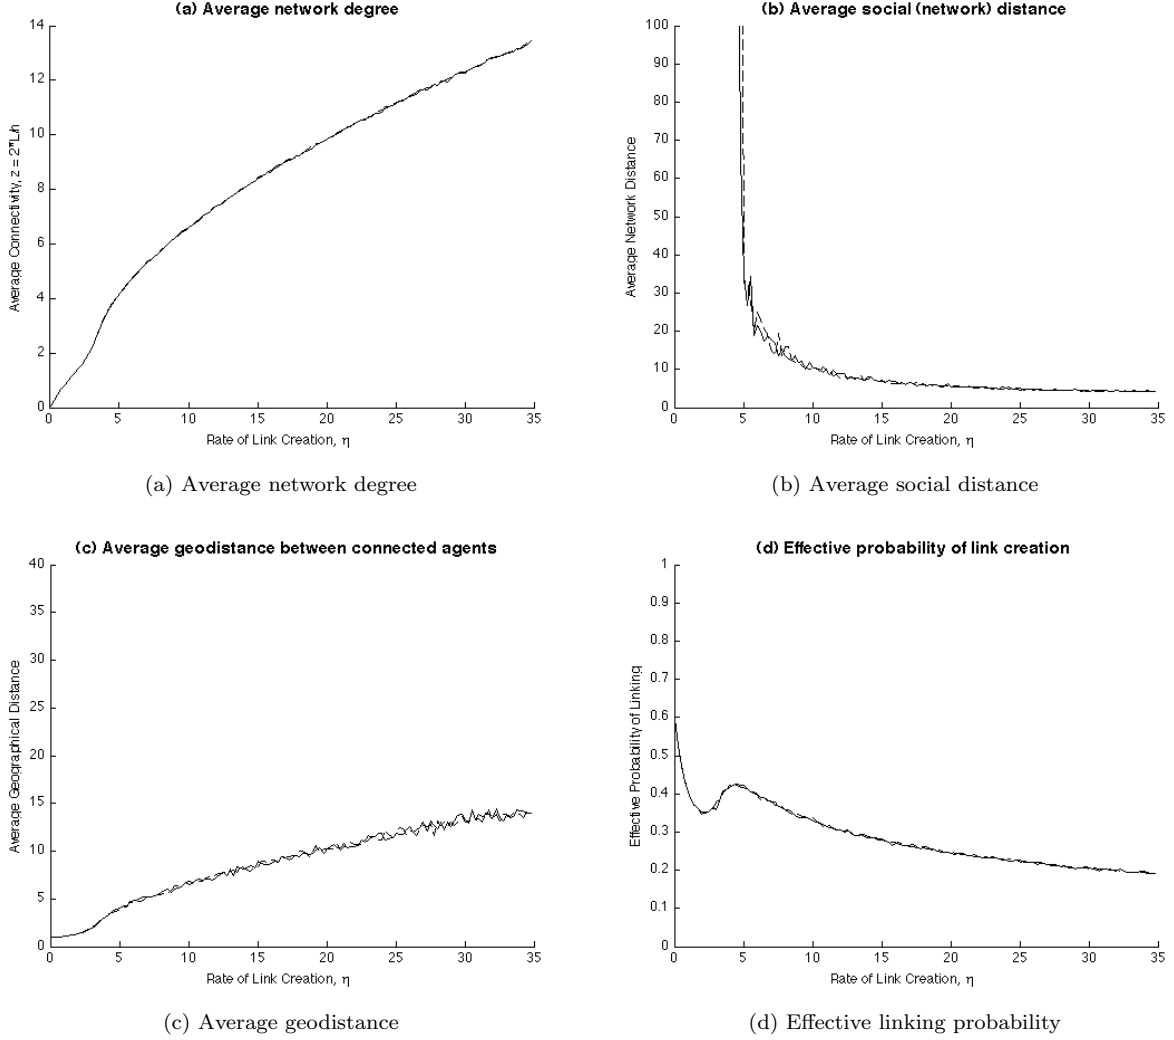 (a) Average network degree
14
12
10
8
6
4
2
0
Average Connectivity, z = 2*L/n
0 5 10 15 20 25 30 35
Rate of Link Creation, η
(a) Average network degree
(b) Average social (network) distance
100
90
80
70
60
50
40
30
20
10
0
Average Network Distance
0 5 10 15 20 25 30 35
Rate of Link Creation, η
(b) Average social distance
(c) Average geodistance between connected agents
40
35
30
25
20
15
10
5
0
Average Geographical Distance
0 5 10 15 20 25 30 35
Rate of Link Creation, η
(c) Average geodistance
(d) Effective probability of link creation
1
0.9
0.8
0.7
0.6
0.5
0.4
0.3
0.2
0.1
0
Effective Probability of Linking
0 5 10 15 20 25 30 35
Rate of Link Creation, η
(d) Effective linking probability